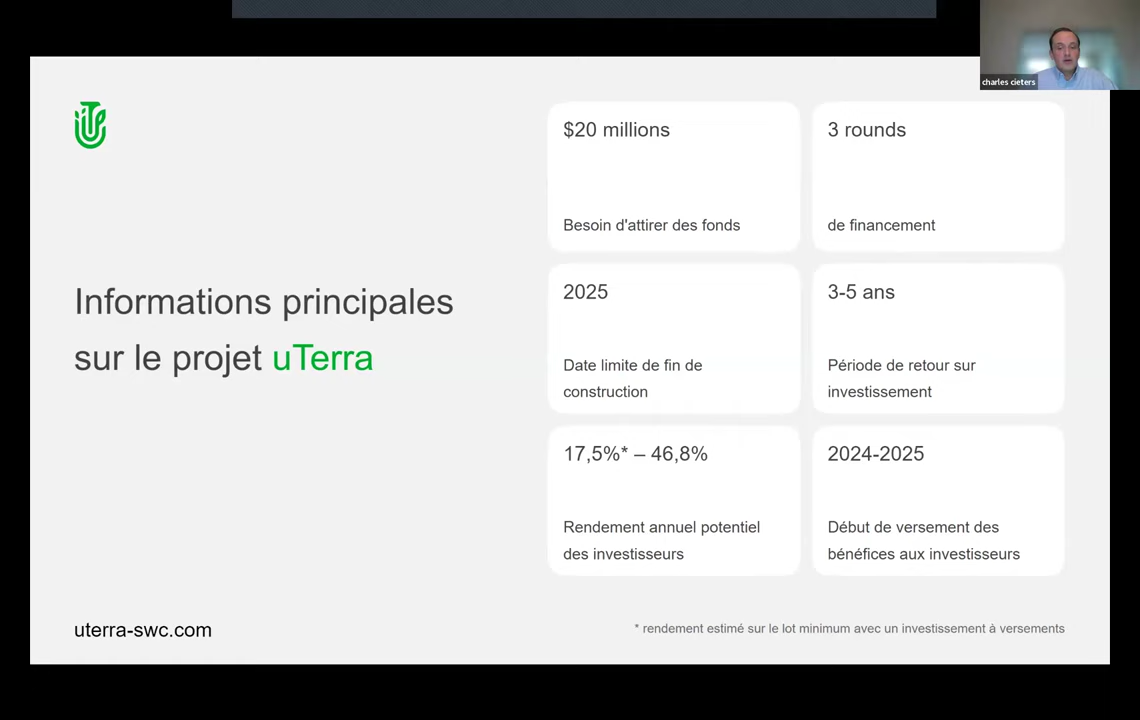 charles cieters
Informations principales
sur le projet uTerra
$20 millions
Besoin d'attirer des fonds
3 rounds
de financement
2025
Date limite de fin de
construction
3-5 ans
Période de retour sur
investissement
17,5%* – 46,8%
Rendement annuel potentiel
des investisseurs
2024-2025
Début de versement des
bénéfices aux investisseurs
uterra-swc.com
* rendement estimé sur le lot minimum avec un investissement à versements